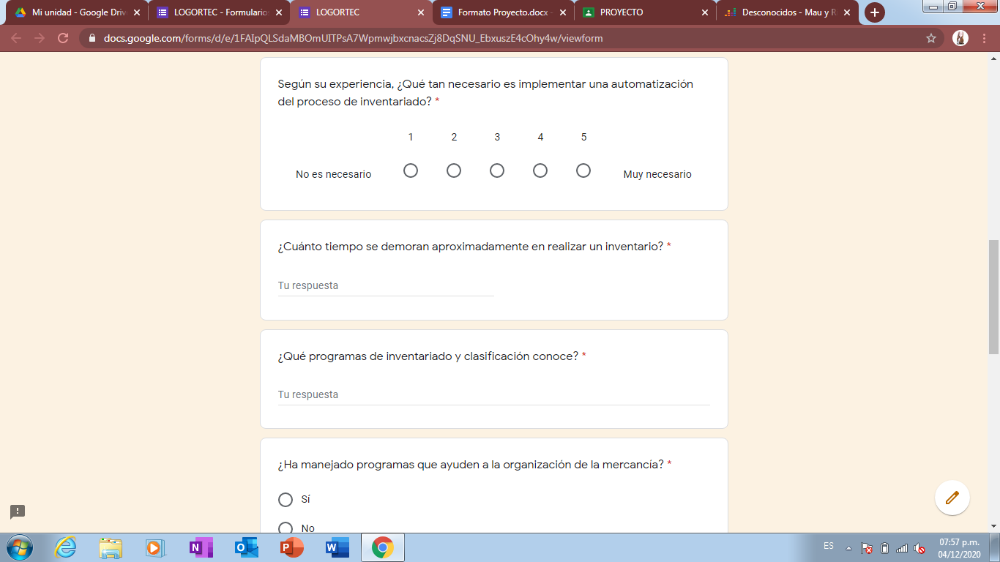 Mi unidad - Google Driv
LOGORTEC - Formularios
LOGORTEC
Formato Proyecto.docx -
PROYECTO
Desconocidos - Mau y R
docs.google.com/forms/d/e/1FAIpQLSdaMBOmUITPsA7WpmwjbxcnacsZj8DqSNU_EbxuszE4cOhy4w/viewform
Según su experiencia, ¿Qué tan necesario es implementar una automatización
del proceso de inventariado? *
1 2 3 4 5
No es necesario Muy necesario
¿Cuánto tiempo se demoran aproximadamente en realizar un inventario? *
Tu respuesta
¿Qué programas de inventariado y clasificación conoce? *
Tu respuesta
¿Ha manejado programas que ayuden a la organización de la mercancía? *
Sí
No
ES
07:57 p.m.
04/12/2020